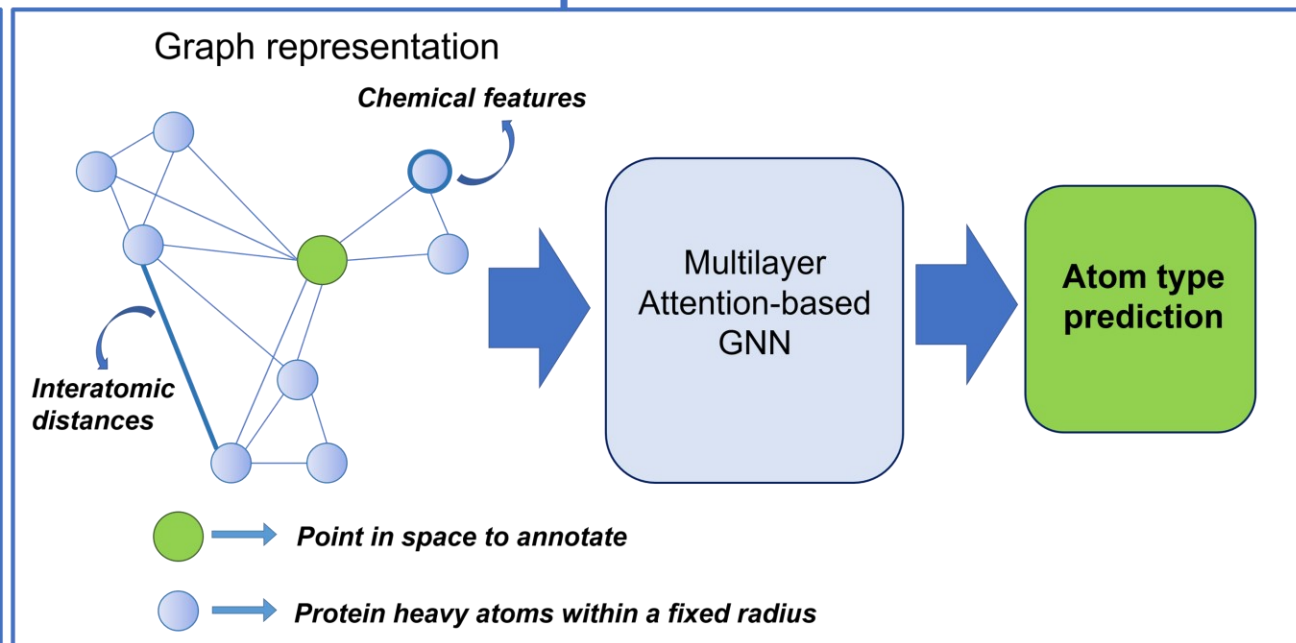 Graph representation
Chemical features
Interatomic
distances
Multilayer
Attention-based
GNN
Atom type
prediction
Point in space to annotate
Protein heavy atoms within a fixed radius